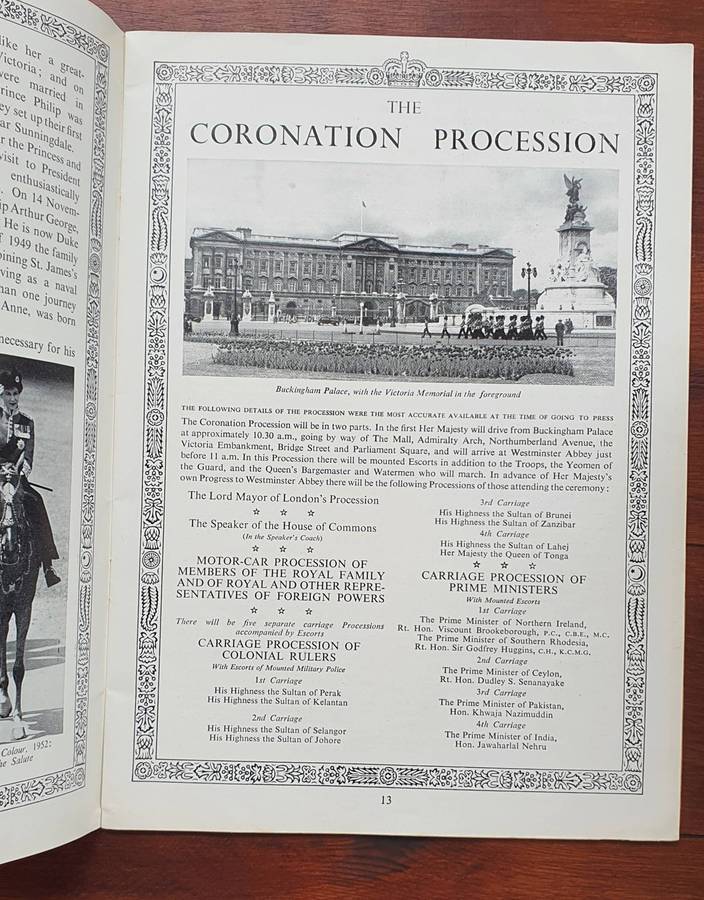 like her a great-
Victoria; and on
were married in
rince Philip was
ey set up their first
ar Sunningdale.
r the Princess and
visit to President
enthusiastically
. On 14 Novem-
ip Arthur George,
He is now Duke
f 1949 the family
oining St. James's
ving as a naval
han one journey
Anne, was born
necessary for his
Colour, 1952:
he Salute
THE
CORONATION PROCESSION
Buckingham Palace, with the Victoria Memorial in the foreground
THE FOLLOWING DETAILS OF THE PROCESSION WERE THE MOST ACCURATE AVAILABLE AT THE TIME OF GOING TO PRESS
The Coronation Procession will be in two parts. In the first Her Majesty will drive from Buckingham Palace
at approximately 10.30 a.m., going by way of The Mall, Admiralty Arch, Northumberland Avenue, the
Victoria Embankment, Bridge Street and Parliament Square, and will arrive at Westminster Abbey just
before 11 a.m. In this Procession there will be mounted Escorts in addition to the Troops, the Yeomen of
the Guard, and the Queen's Bargemaster and Watermen who will march. In advance of Her Majesty's
own Progress to Westminster Abbey there will be the following Processions of those attending the ceremony:
The Lord Mayor of London's Procession
☆ ☆ ☆
The Speaker of the House of Commons
(In the Speaker's Coach)
☆ ☆ ☆
MOTOR-CAR PROCESSION OF
MEMBERS OF THE ROYAL FAMILY
AND OF ROYAL AND OTHER REPRE-
SENTATIVES OF FOREIGN POWERS
☆ ☆ ☆
There will be five separate carriage Processions
accompanied by Escorts
CARRIAGE PROCESSION OF
COLONIAL RULERS
With Escorts of Mounted Military Police
1st Carriage
His Highness the Sultan of Perak
His Highness the Sultan of Kelantan
2nd Carriage
His Highness the Sultan of Selangor
His Highness the Sultan of Johore
3rd Carriage
His Highness the Sultan of Brunei
His Highness the Sultan of Zanzibar
4th Carriage
His Highness the Sultan of Lahej
Her Majesty the Queen of Tonga
☆ ☆ ☆
CARRIAGE PROCESSION OF
PRIME MINISTERS
With Mounted Escorts
1st Carriage
The Prime Minister of Northern Ireland,
Rt. Hon. Viscount Brookeborough, P.C., C.B.E., M.C.
The Prime Minister of Southern Rhodesia,
Rt. Hon. Sir Godfrey Huggins, C.H., K.C.M.G.
2nd Carriage
The Prime Minister of Ceylon,
Rt. Hon. Dudley S. Senanayake
3rd Carriage
The Prime Minister of Pakistan,
Hon. Khwaja Nazimuddin
4th Carriage
The Prime Minister of India,
Hon. Jawaharlal Nehru
13